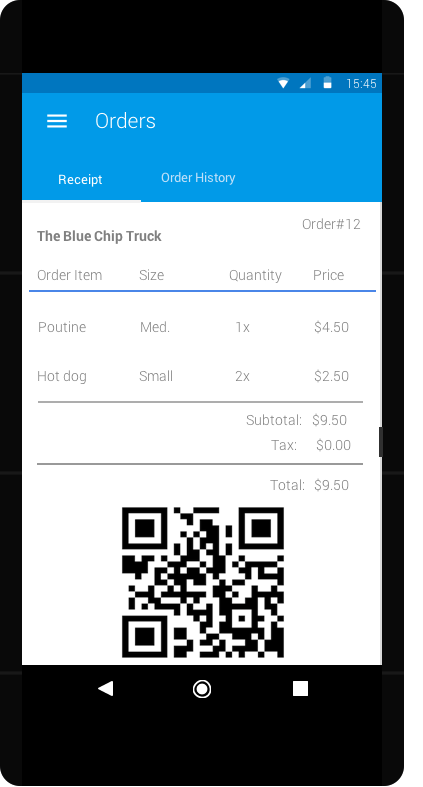 15:45
Orders
Receipt Order History
Order#12
The Blue Chip Truck
Order Item Size Quantity Price
Poutine Med. 1x $4.50
Hot dog Small 2x $2.50
Subtotal: $9.50
Tax: $0.00
Total: $9.50